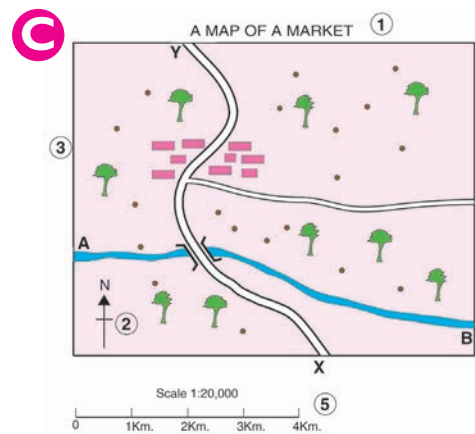 C
A MAP OF A MARKET 1
Y
3
A
N
2
B
X
Scale 1:20,000
5
0 1Km. 2Km. 3Km. 4Km.